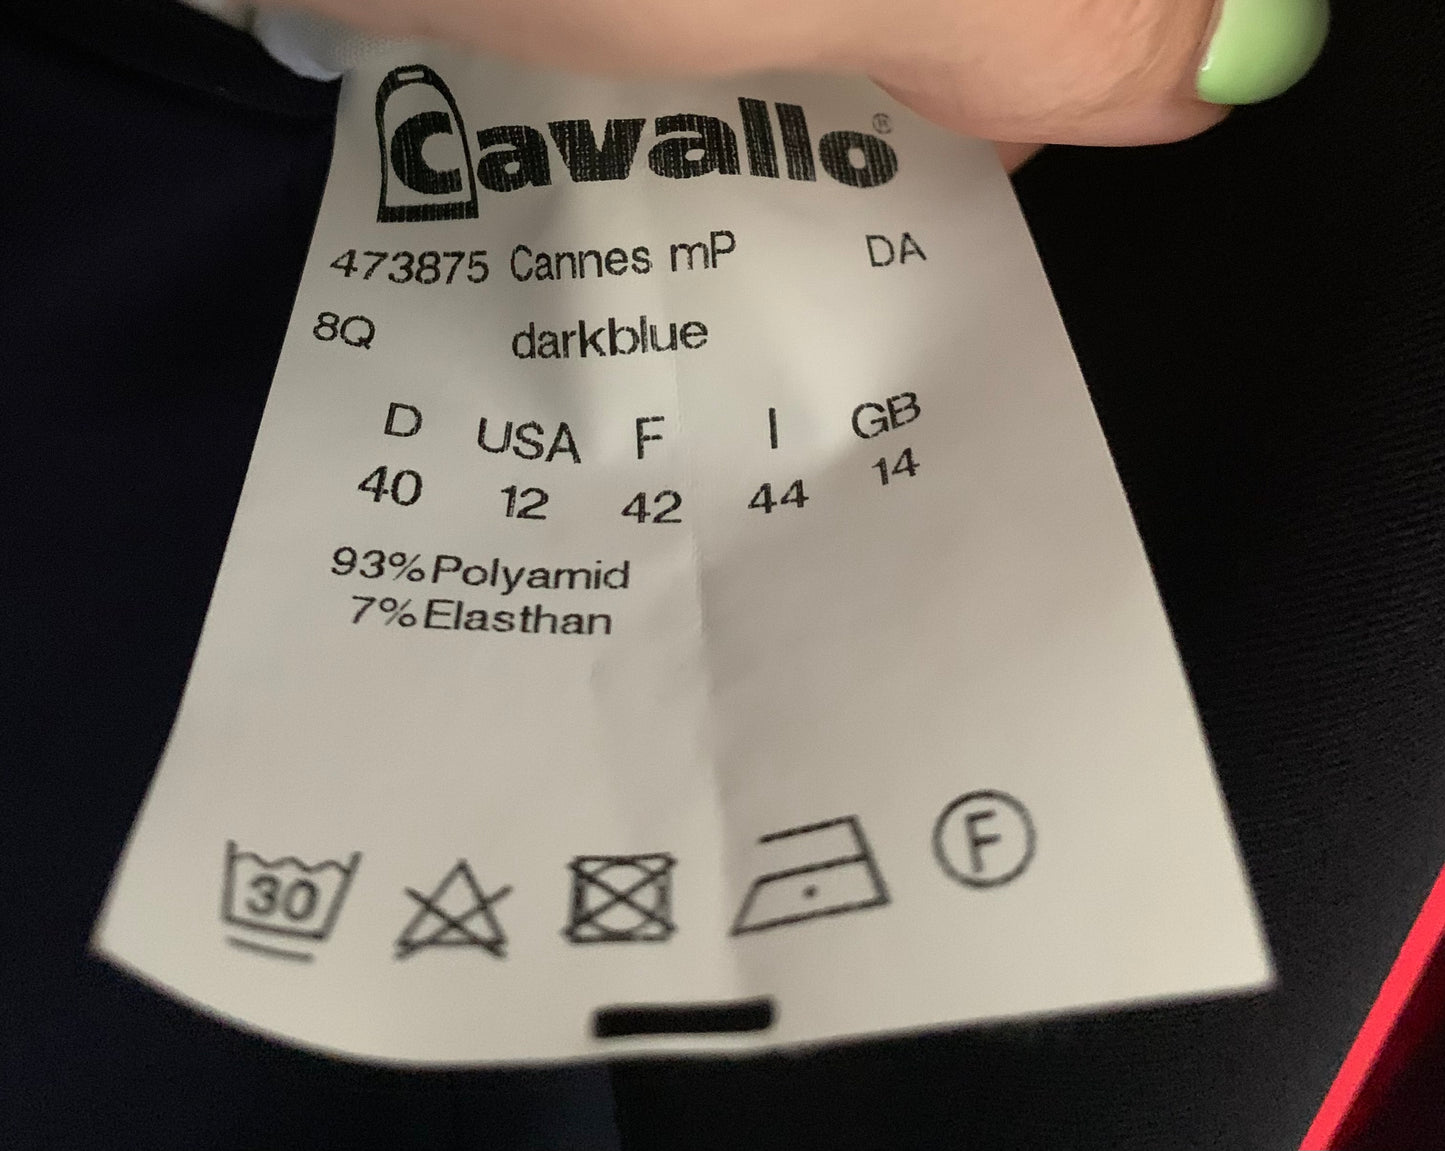 Cavallo®
473875 Cannes mP DA
8Q darkblue
D USA F I GB
40 12 42 44 14
93% Polyamid
7% Elasthan
30 F